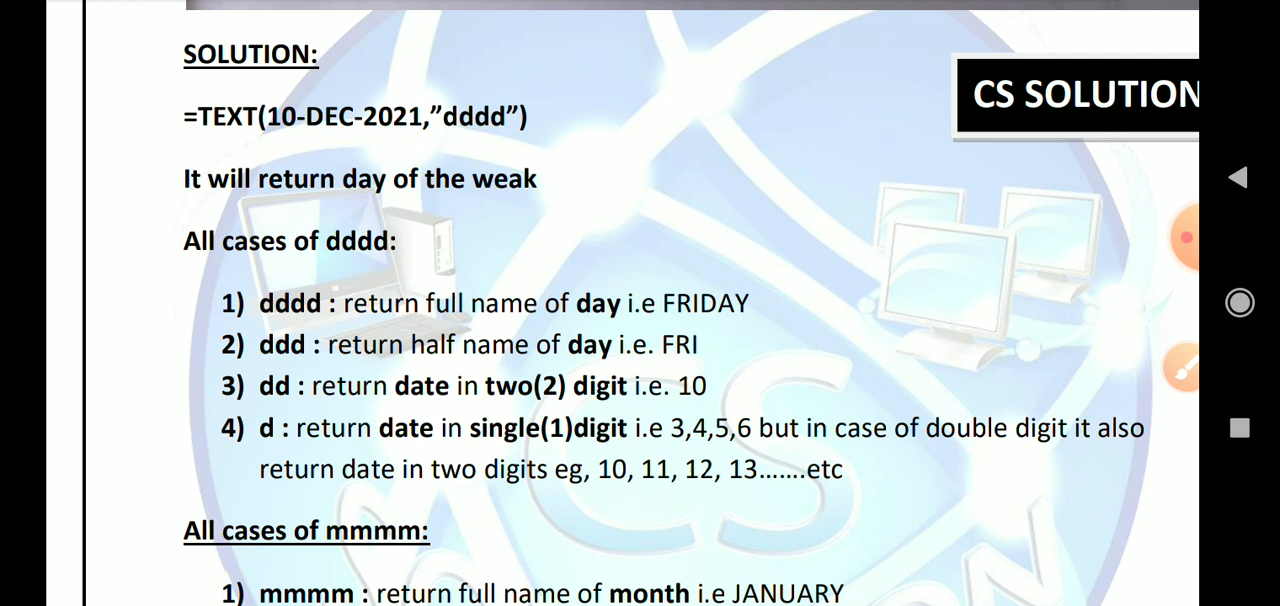 SOLUTION:
CS SOLUTION
=TEXT(10-DEC-2021,”dddd”)
It will return day of the weak
All cases of dddd:
1) dddd : return full name of day i.e FRIDAY
2) ddd : return half name of day i.e. FRI
3) dd : return date in two(2) digit i.e. 10
4) d : return date in single(1)digit i.e 3,4,5,6 but in case of double digit it also
return date in two digits eg, 10, 11, 12, 13…….etc
CS
All cases of mmmm:
1) mmmm : return full name of month i.e JANUARY